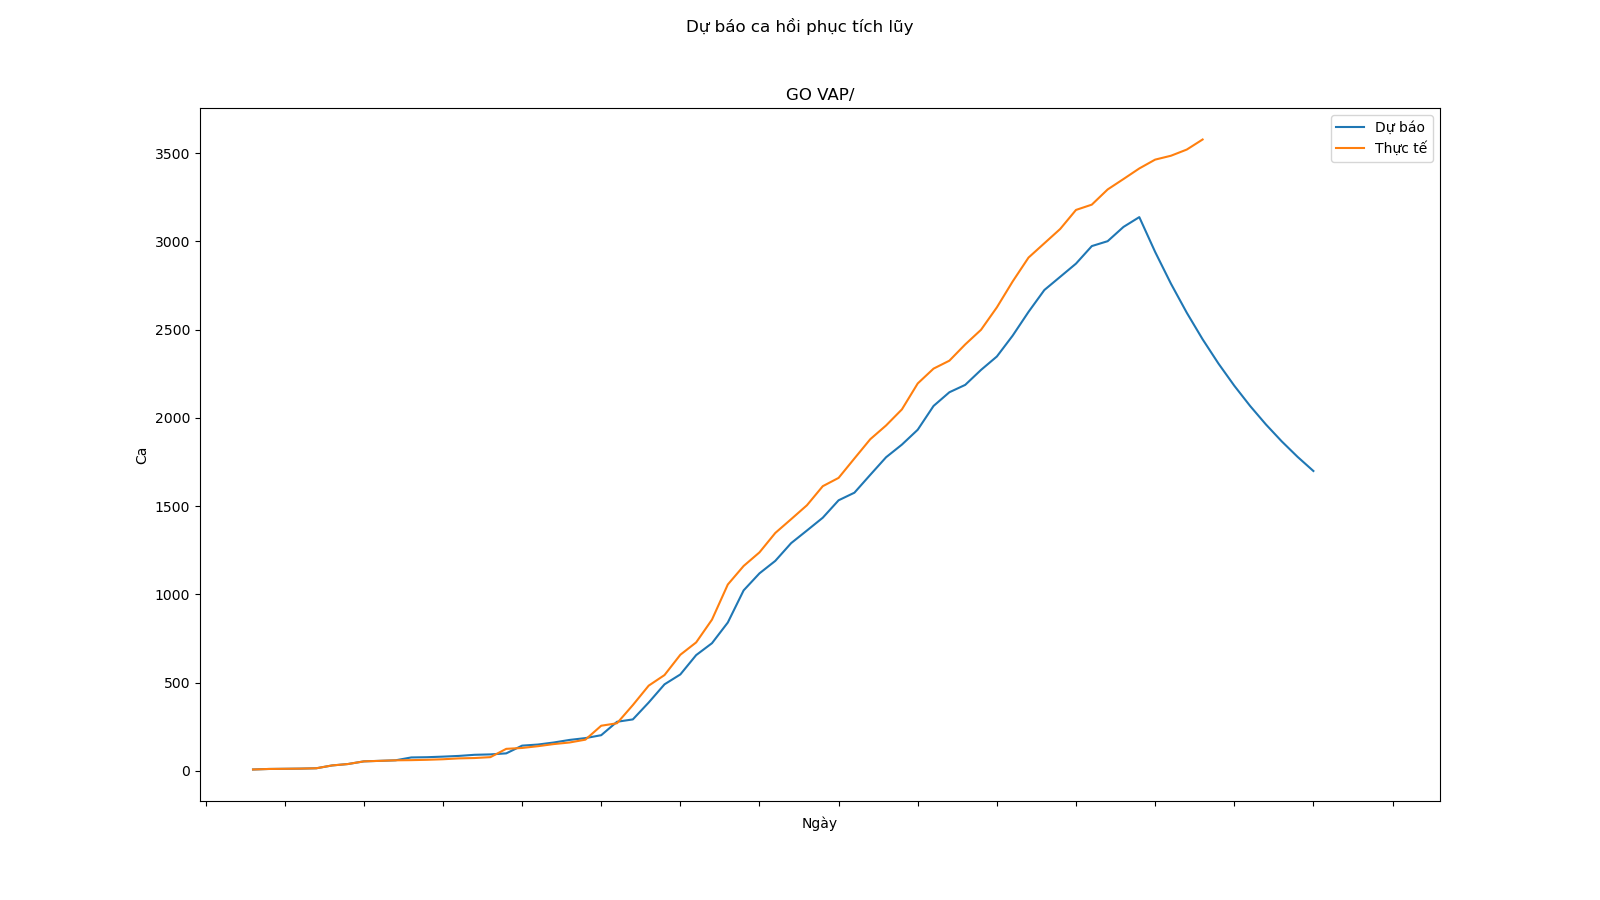 Dự báo ca hồi phục tích lũy
GO VAP/
Dự báo
Thực tế
3500
3000
2500
2000
1500
1000
500
0
Ca
Ngày